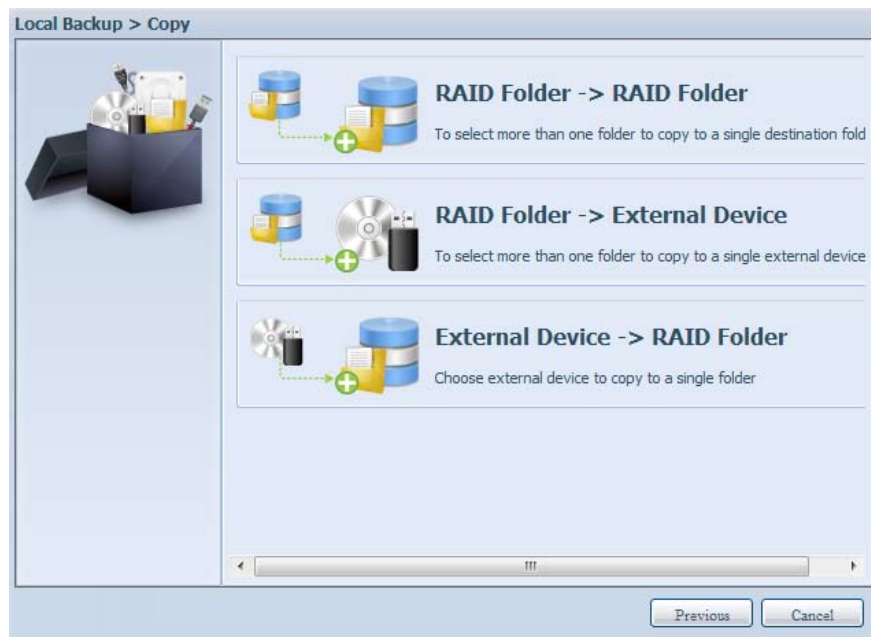 Local Backup > Copy
RAID Folder -> RAID Folder
To select more than one folder to copy to a single destination fold
RAID Folder -> External Device
To select more than one folder to copy to a single external device
External Device -> RAID Folder
Choose external device to copy to a single folder
Previous
Cancel